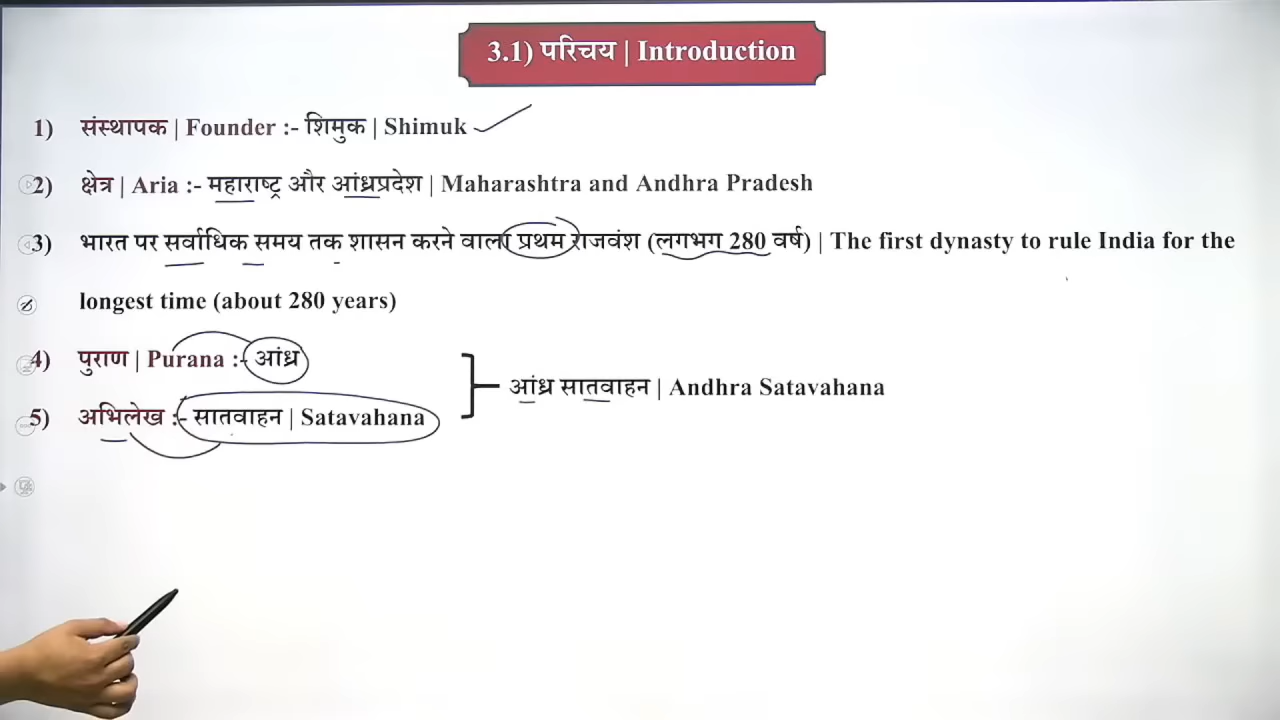 3.1) परिचय | Introduction
1) संस्थापक | Founder :- शिमुक | Shimuk
2) क्षेत्र | Aria :- महाराष्ट्र और आंध्रप्रदेश | Maharashtra and Andhra Pradesh
3) भारत पर सर्वाधिक समय तक शासन करने वाला प्रथम राजवंश (लगभग 280 वर्ष) | The first dynasty to rule India for the
longest time (about 280 years)
4) पुराण | Purana :- आंध्र
5) अभिलेख :- सातवाहन | Satavahana
आंध्र सातवाहन | Andhra Satavahana